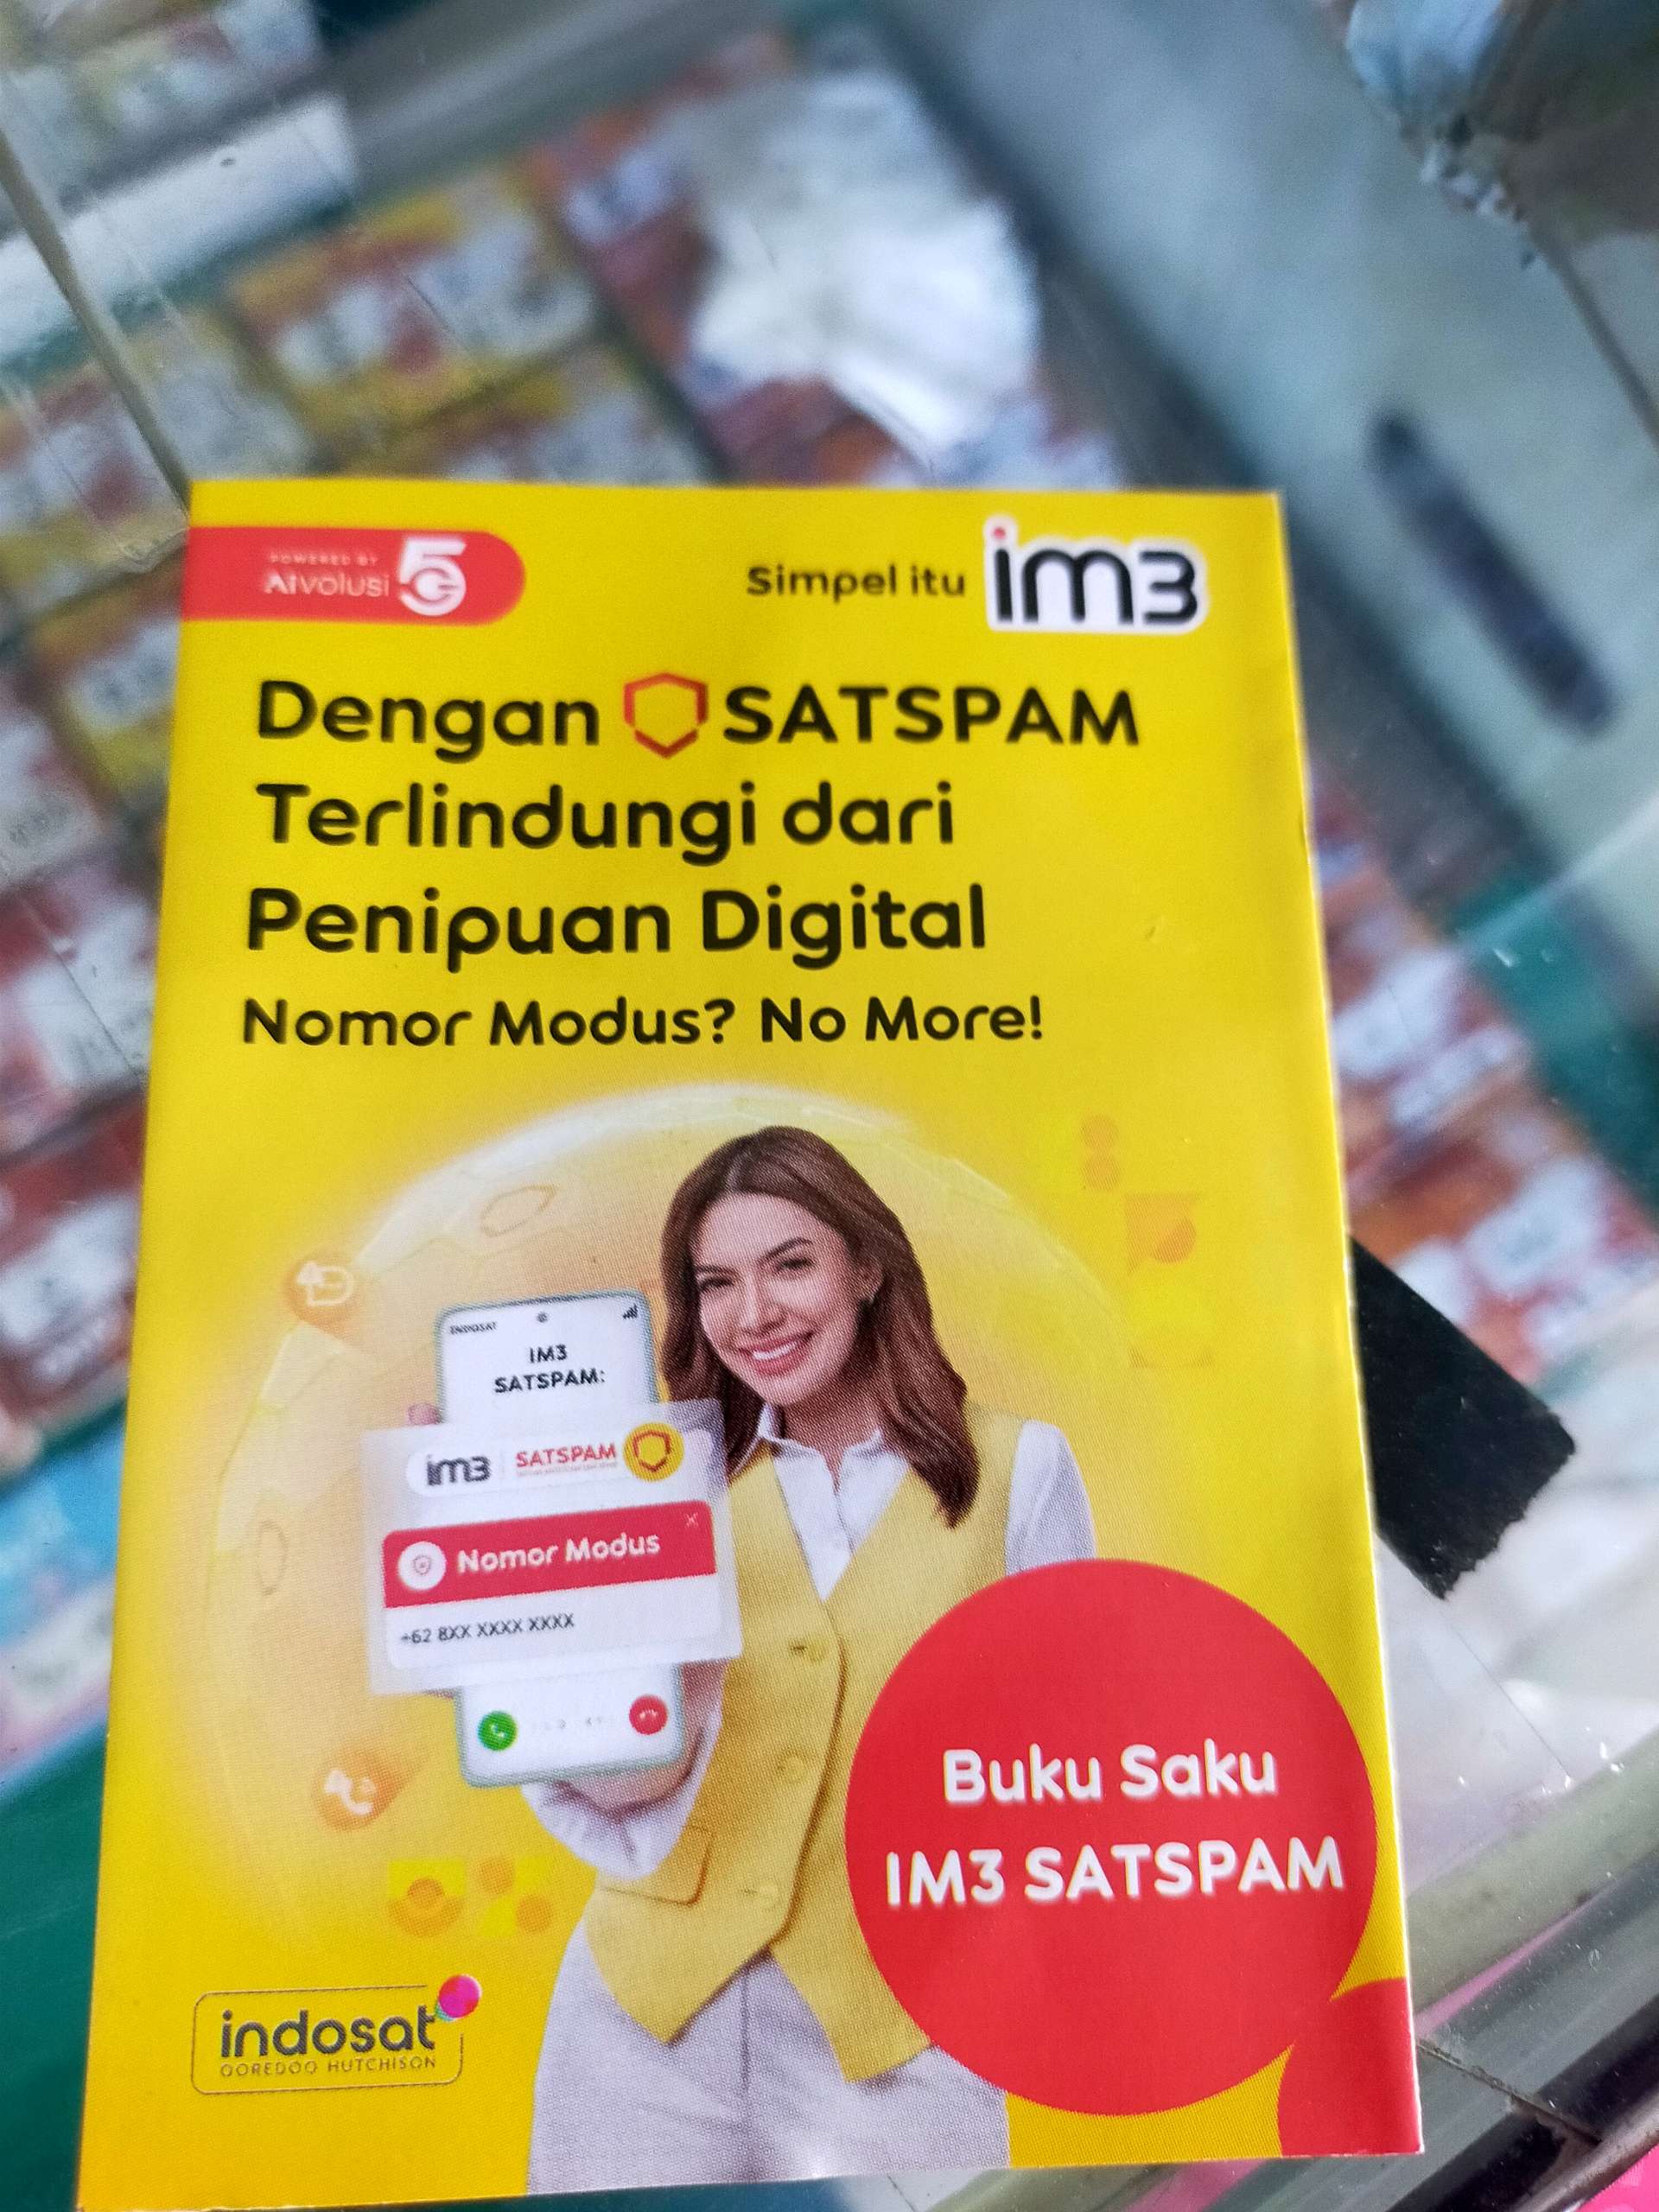 POWERED BY
AIvolusi 5G
Simpel itu im3
Dengan SATSPAM
Terlindungi dari
Penipuan Digital
Nomor Modus? No More!
INDOSAT
IM3
SATSPAM:
im3 SATSPAM
Nomor Modus
+62 8XX XXXX XXXX
Buku Saku
IM3 SATSPAM
indosat
OOREDOO HUTCHISON